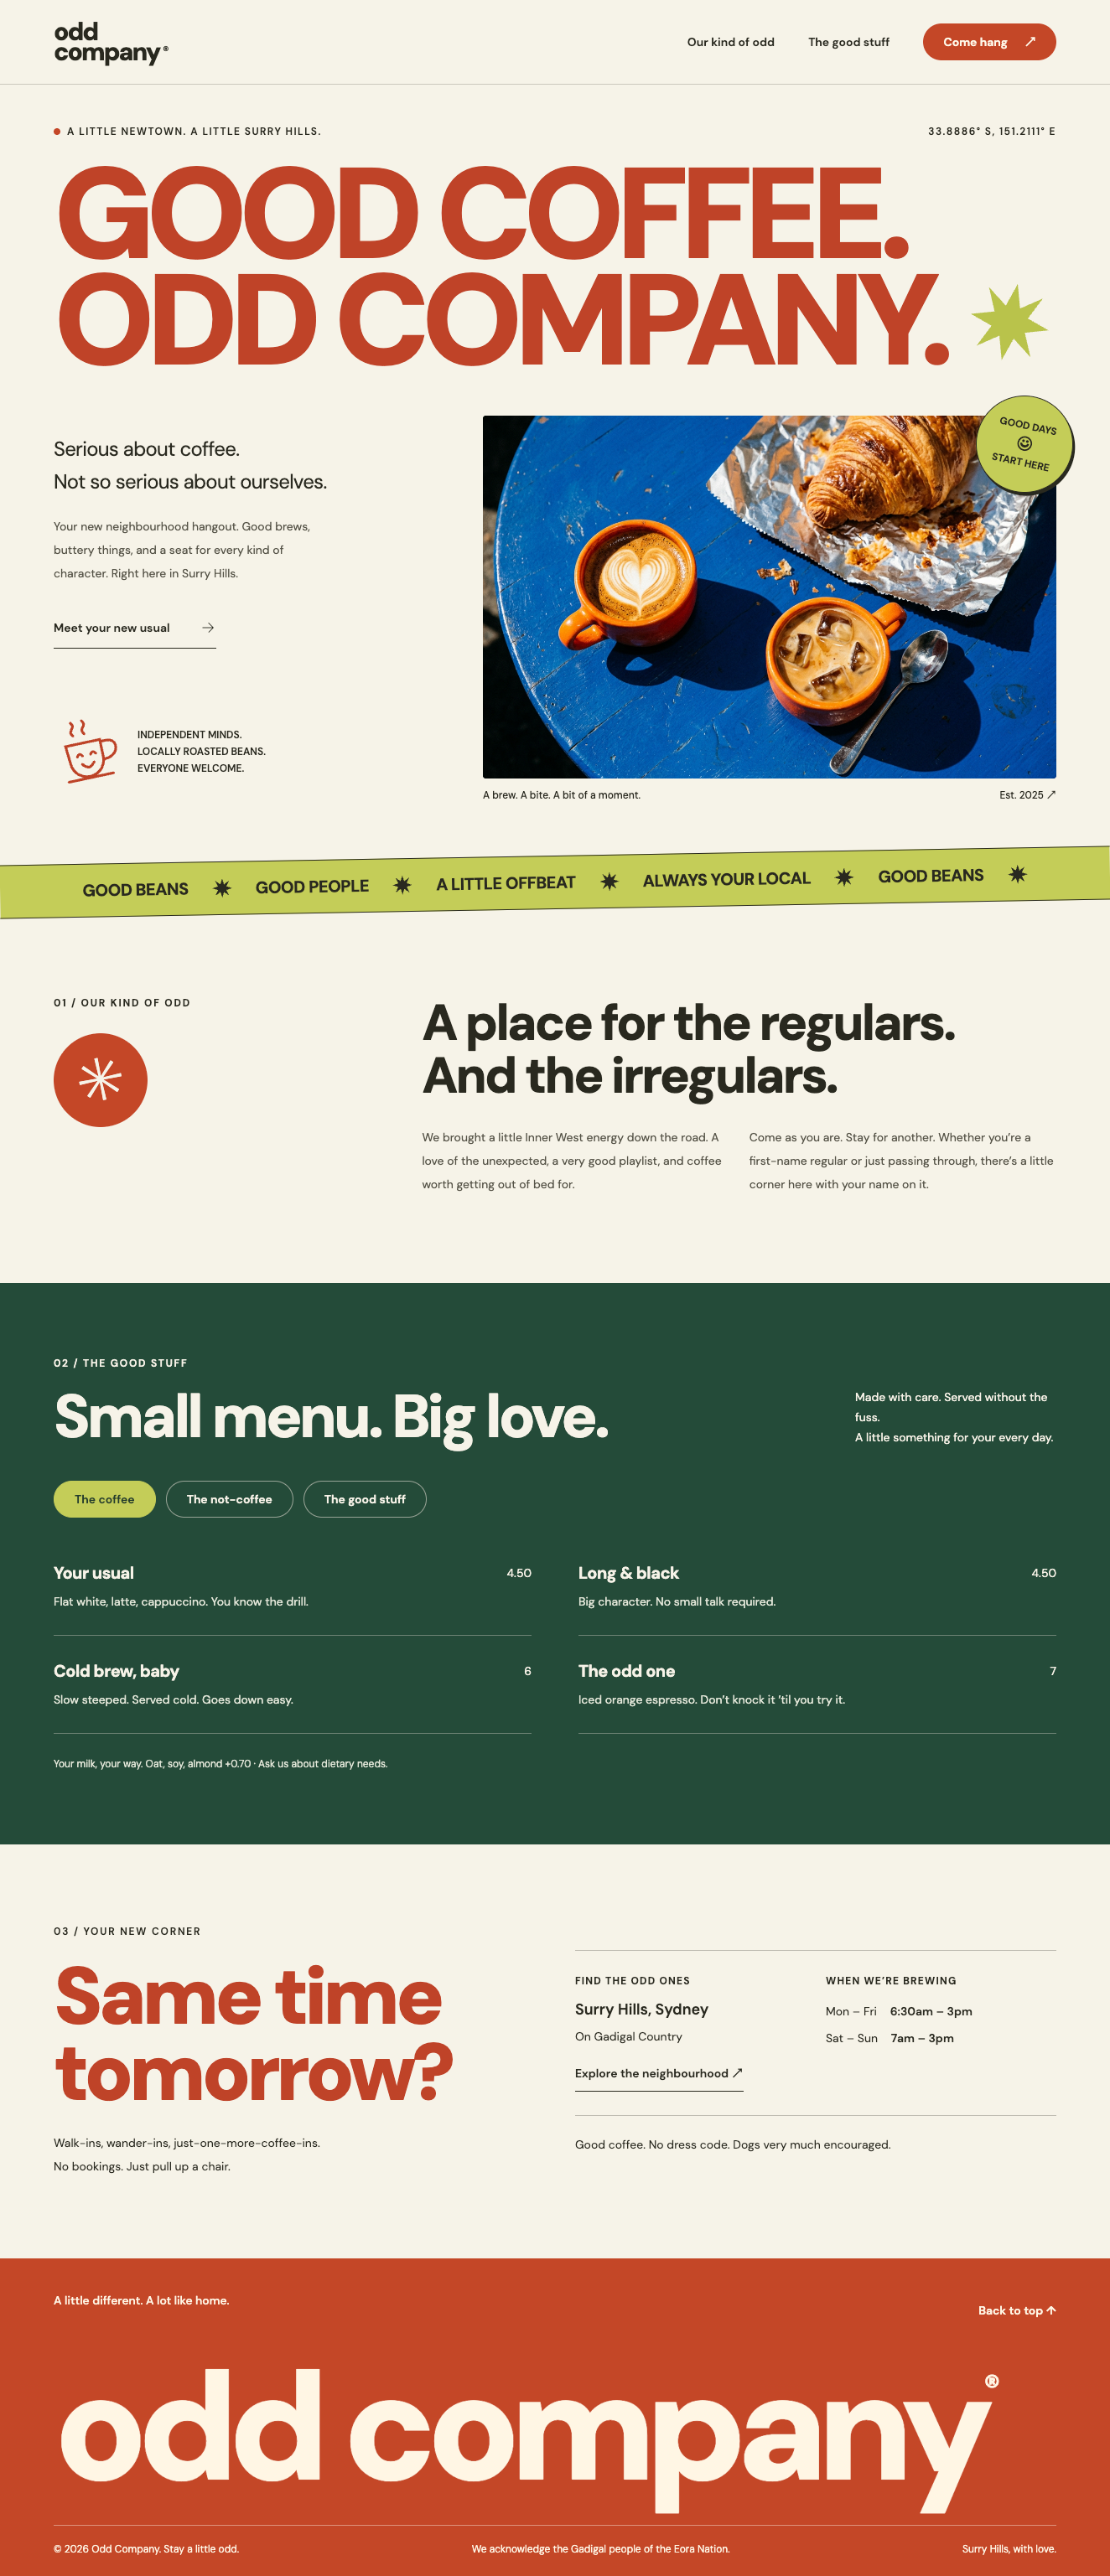 odd
company®
Our kind of odd
The good stuff
Come hang ↗
A LITTLE NEWTOWN. A LITTLE SURRY HILLS.
33.8886° S, 151.2111° E
GOOD COFFEE.
ODD COMPANY.
Serious about coffee.
Not so serious about ourselves.
Your new neighbourhood hangout. Good brews,
buttery things, and a seat for every kind of
character. Right here in Surry Hills.
Meet your new usual →
INDEPENDENT MINDS.
LOCALLY ROASTED BEANS.
EVERYONE WELCOME.
GOOD DAYS
START HERE
A brew. A bite. A bit of a moment.
Est. 2025 ↗
GOOD BEANS GOOD PEOPLE A LITTLE OFFBEAT ALWAYS YOUR LOCAL GOOD BEANS
01 / OUR KIND OF ODD
A place for the regulars.
And the irregulars.
We brought a little Inner West energy down the road. A
love of the unexpected, a very good playlist, and coffee
worth getting out of bed for.
Come as you are. Stay for another. Whether you’re a
first-name regular or just passing through, there’s a little
corner here with your name on it.
02 / THE GOOD STUFF
Small menu. Big love.
Made with care. Served without the
fuss.
A little something for your every day.
The coffee
The not-coffee
The good stuff
Your usual 4.50
Flat white, latte, cappuccino. You know the drill.
Long & black 4.50
Big character. No small talk required.
Cold brew, baby 6
Slow steeped. Served cold. Goes down easy.
The odd one 7
Iced orange espresso. Don’t knock it ’til you try it.
Your milk, your way. Oat, soy, almond +0.70 · Ask us about dietary needs.
03 / YOUR NEW CORNER
Same time
tomorrow?
Walk-ins, wander-ins, just-one-more-coffee-ins.
No bookings. Just pull up a chair.
FIND THE ODD ONES
Surry Hills, Sydney
On Gadigal Country
Explore the neighbourhood ↗
WHEN WE’RE BREWING
Mon – Fri 6:30am – 3pm
Sat – Sun 7am – 3pm
Good coffee. No dress code. Dogs very much encouraged.
A little different. A lot like home.
Back to top ↑
odd company®
© 2026 Odd Company. Stay a little odd.
We acknowledge the Gadigal people of the Eora Nation.
Surry Hills, with love.